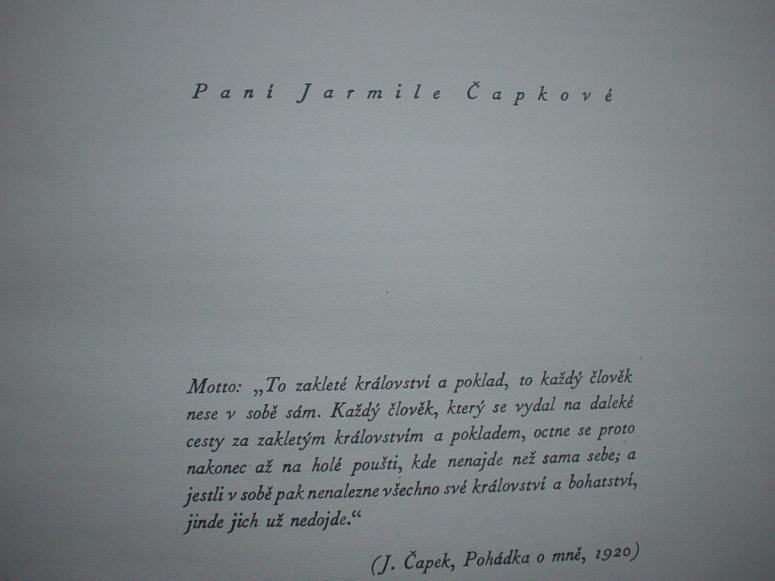 Paní Jarmile Čapkové
Motto: „To zakleté království a poklad, to každý člověk
nese v sobě sám. Každý člověk, který se vydal na daleké
cesty za zakletým královstvím a pokladem, octne se proto
nakonec až na holé poušti, kde nenajde než sama sebe; a
jestli v sobě pak nenalezne všechno své království a bohatství,
jinde jich už nedojde.“
(J. Čapek, Pohádka o mně, 1920)